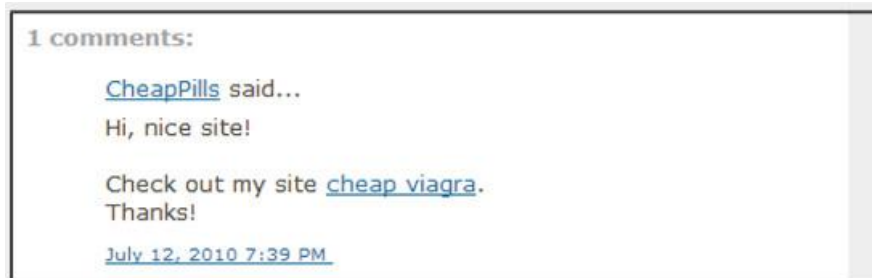 1 comments:
CheapPills said...
Hi, nice site!
Check out my site cheap viagra.
Thanks!
July 12, 2010 7:39 PM